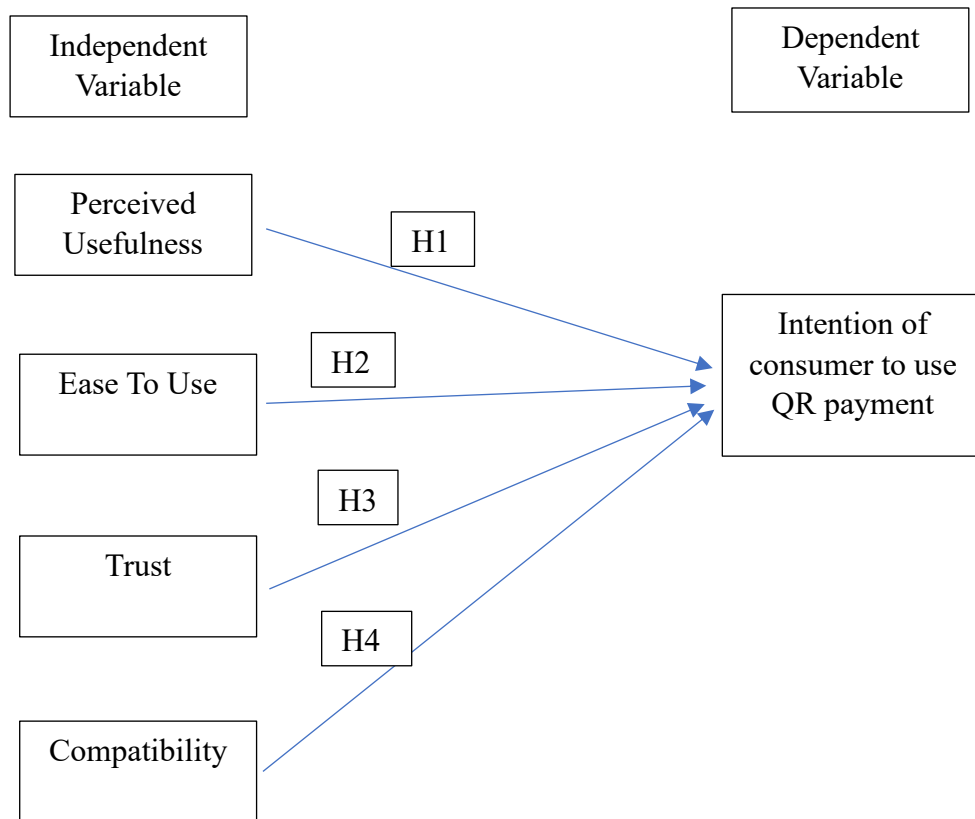 Independent
Variable
Dependent
Variable
Perceived
Usefulness
H1
Intention of
consumer to use
QR payment
Ease To Use
H2
H3
Trust
H4
Compatibility